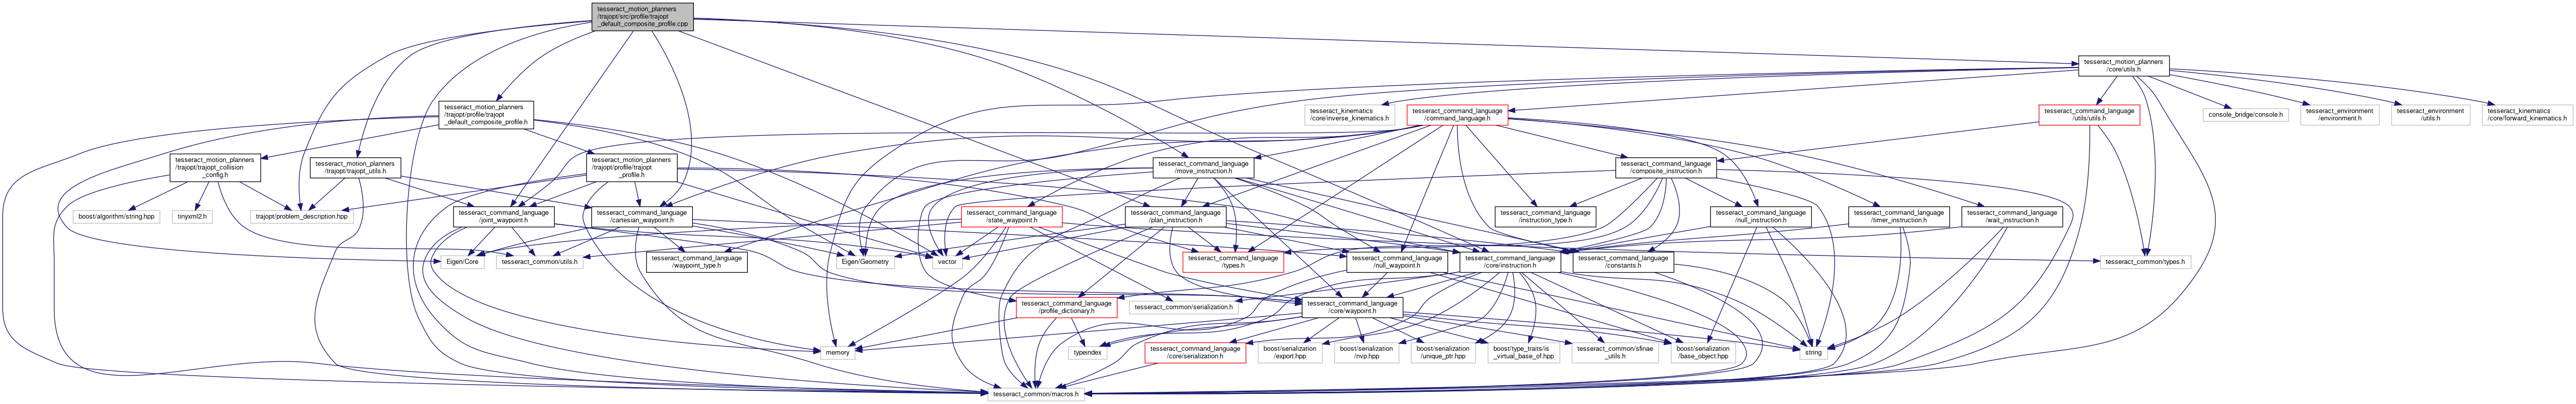 tesseract_motion_planners
/trajopt/src/profile/trajopt
_default_composite_profile.cpp
tesseract_motion_planners
/core/utils.h
tesseract_motion_planners
/trajopt/profile/trajopt
_default_composite_profile.h
tesseract_kinematics
/core/inverse_kinematics.h
tesseract_command_language
/command_language.h
tesseract_command_language
/utils/utils.h
console_bridge/console.h
tesseract_environment
/environment.h
tesseract_environment
/utils.h
tesseract_kinematics
/core/forward_kinematics.h
tesseract_motion_planners
/trajopt/trajopt_collision
_config.h
tesseract_motion_planners
/trajopt/trajopt_utils.h
tesseract_motion_planners
/trajopt/profile/trajopt
_profile.h
tesseract_command_language
/move_instruction.h
tesseract_command_language
/composite_instruction.h
boost/algorithm/string.hpp
tinyxml2.h
trajopt/problem_description.hpp
tesseract_command_language
/joint_waypoint.h
tesseract_command_language
/cartesian_waypoint.h
tesseract_command_language
/state_waypoint.h
tesseract_command_language
/plan_instruction.h
tesseract_command_language
/instruction_type.h
tesseract_command_language
/null_instruction.h
tesseract_command_language
/timer_instruction.h
tesseract_command_language
/wait_instruction.h
Eigen/Core
tesseract_common/utils.h
tesseract_command_language
/waypoint_type.h
Eigen/Geometry
vector
tesseract_command_language
/types.h
tesseract_command_language
/null_waypoint.h
tesseract_command_language
/core/instruction.h
tesseract_command_language
/constants.h
tesseract_common/types.h
tesseract_command_language
/profile_dictionary.h
tesseract_common/serialization.h
tesseract_command_language
/core/waypoint.h
memory
typeindex
tesseract_command_language
/core/serialization.h
boost/serialization
/export.hpp
boost/serialization
/nvp.hpp
boost/serialization
/unique_ptr.hpp
boost/type_traits/is
_virtual_base_of.hpp
tesseract_common/sfinae
_utils.h
boost/serialization
/base_object.hpp
string
tesseract_common/macros.h